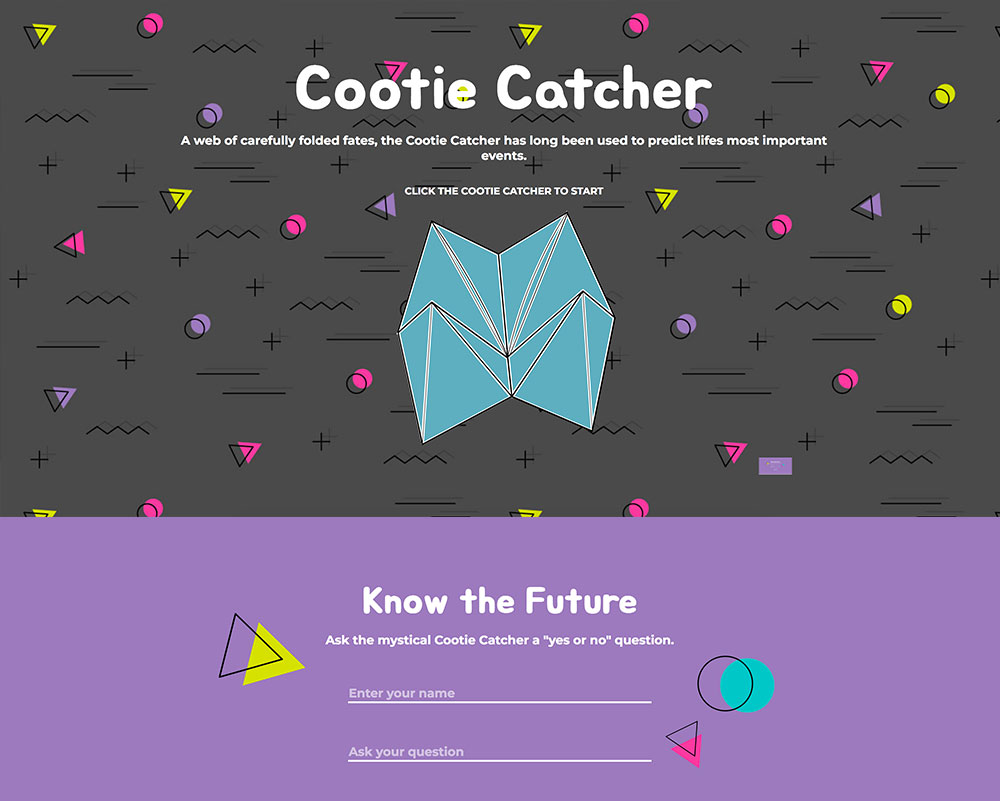 Cootie Catcher
A web of carefully folded fates, the Cootie Catcher has long been used to predict lifes most important
events.
CLICK THE COOTIE CATCHER TO START
Know the Future
Ask the mystical Cootie Catcher a "yes or no" question.
Enter your name
Ask your question